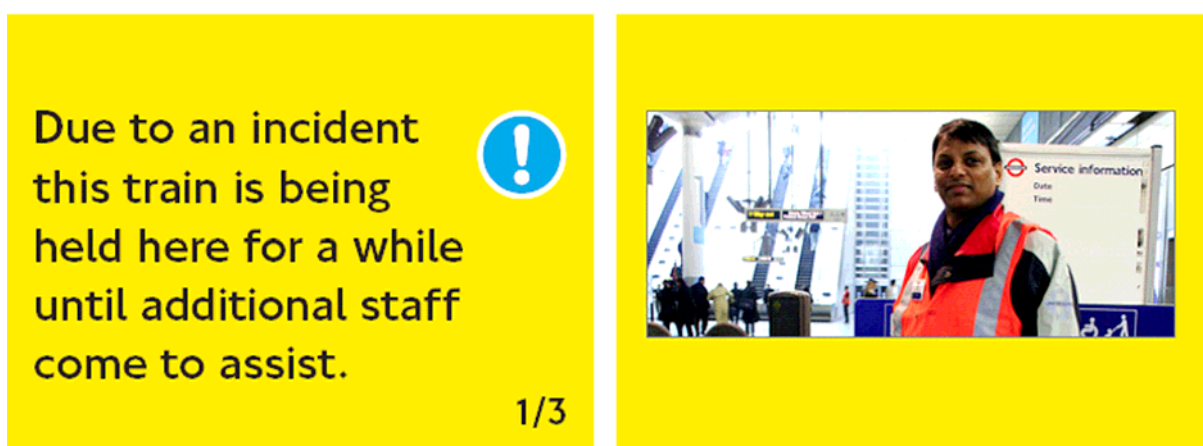 Due to an incident
this train is being
held here for a while
until additional staff
come to assist.
1/3
Service information
Date
Time